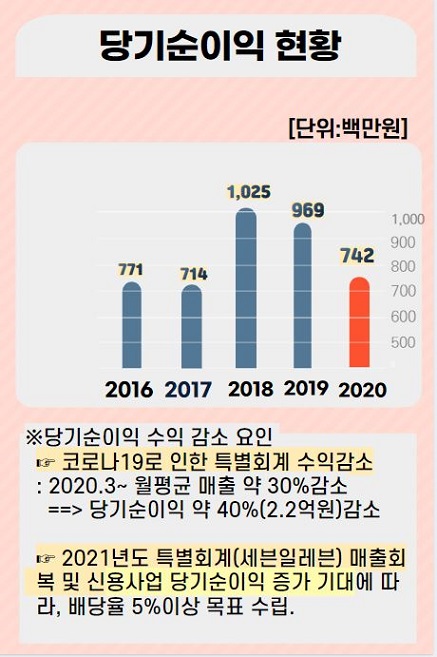 당기순이익 현황
[단위:백만원]
1,025
969
771
714
742
1,000
900
800
700
600
500
2016 2017 2018 2019 2020
※당기순이익 수익 감소 요인
☞ 코로나19로 인한 특별회계 수익감소
: 2020.3~ 월평균 매출 약 30%감소
==> 당기순이익 약 40%(2.2억원)감소
☞ 2021년도 특별회계(세븐일레븐) 매출회
복 및 신용사업 당기순이익 증가 기대에 따
라, 배당율 5%이상 목표 수립.